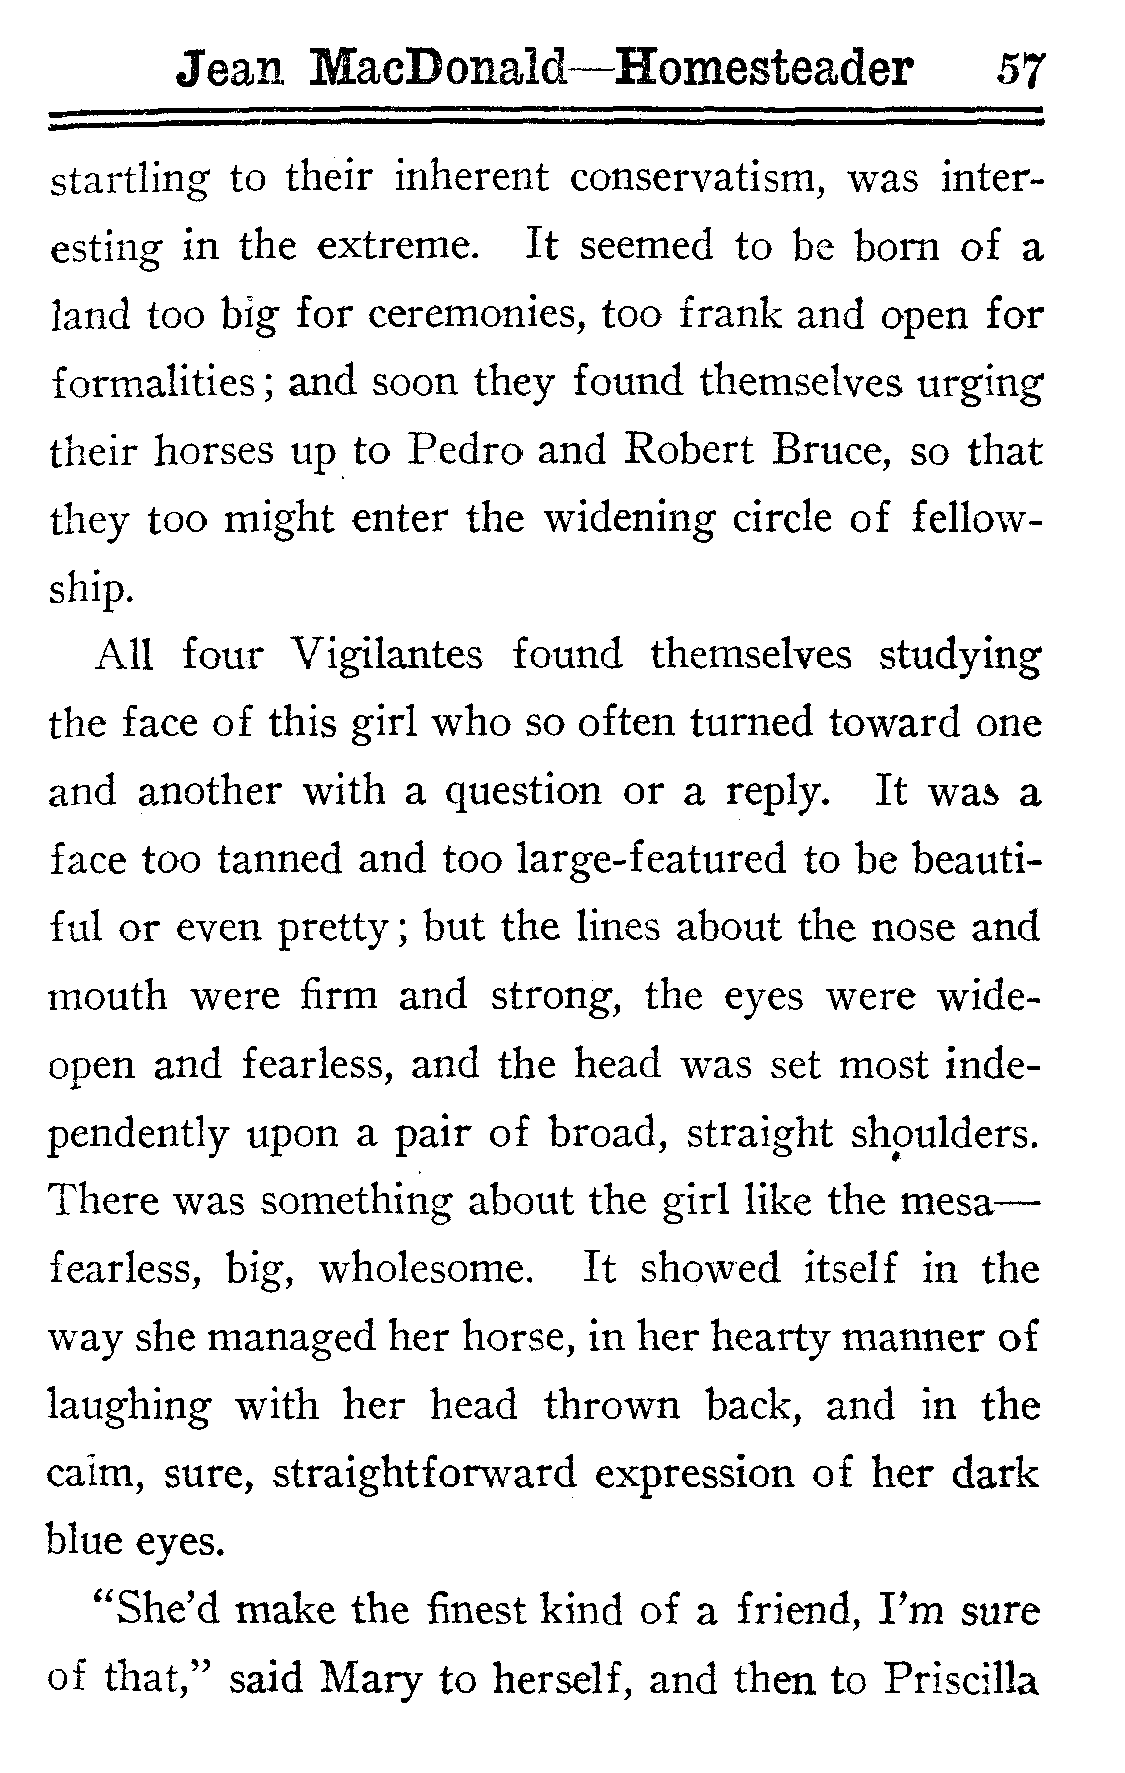 Jean MacDonald—Homesteader 57
startling to their inherent conservatism, was inter-
esting in the extreme. It seemed to be born of a
land too big for ceremonies, too frank and open for
formalities; and soon they found themselves urging
their horses up to Pedro and Robert Bruce, so that
they too might enter the widening circle of fellow-
ship.
All four Vigilantes found themselves studying
the face of this girl who so often turned toward one
and another with a question or a reply. It was a
face too tanned and too large-featured to be beauti-
ful or even pretty; but the lines about the nose and
mouth were firm and strong, the eyes were wide-
open and fearless, and the head was set most inde-
pendently upon a pair of broad, straight shoulders.
There was something about the girl like the mesa—
fearless, big, wholesome. It showed itself in the
way she managed her horse, in her hearty manner of
laughing with her head thrown back, and in the
calm, sure, straightforward expression of her dark
blue eyes.
"She'd make the finest kind of a friend, I'm sure
of that," said Mary to herself, and then to Priscilla